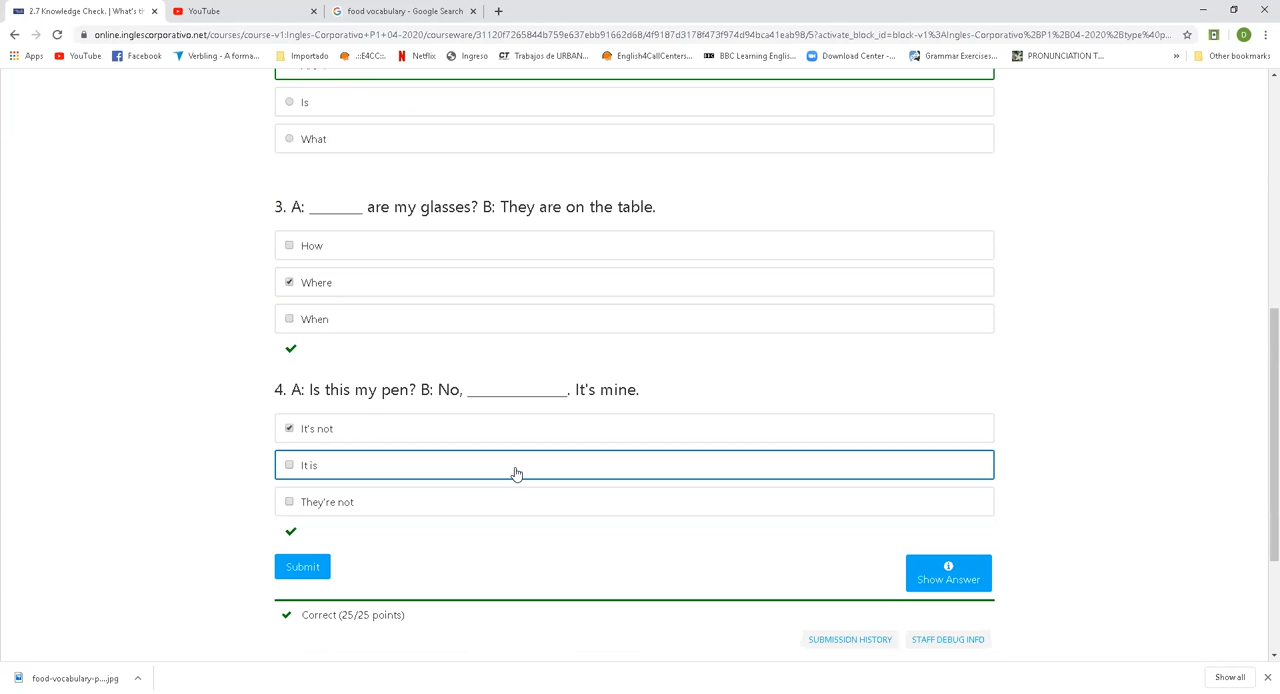 2.7 Knowledge Check. | What's th
YouTube
food vocabulary - Google Search
online.inglescorporativo.net/courses/course-v1:Ingles-Corporativo+P1+04-2020/courseware/31120f7265844b759e637ebb91662d68/4f9187d3178f473f974d94bca41eab98/5?activate_block_id=block-v1%3AIngles-Corporativo%2BP1%2B04-2020%2Btype%40p...
Apps
YouTube
Facebook
Verbling - A forma...
Importado
.::E4CC::.
Netflix
Ingreso
Trabajos de URBAN...
English4CallCenters...
BBC Learning Englis...
Download Center -...
Grammar Exercises...
PRONUNCIATION T...
»
Other bookmarks
Is
What
3. A: _______ are my glasses? B: They are on the table.
How
Where
When
4. A: Is this my pen? B: No, _____________. It's mine.
It's not
It is
They're not
Submit
Show Answer
Correct (25/25 points)
SUBMISSION HISTORY
STAFF DEBUG INFO
food-vocabulary-p....jpg
Show all